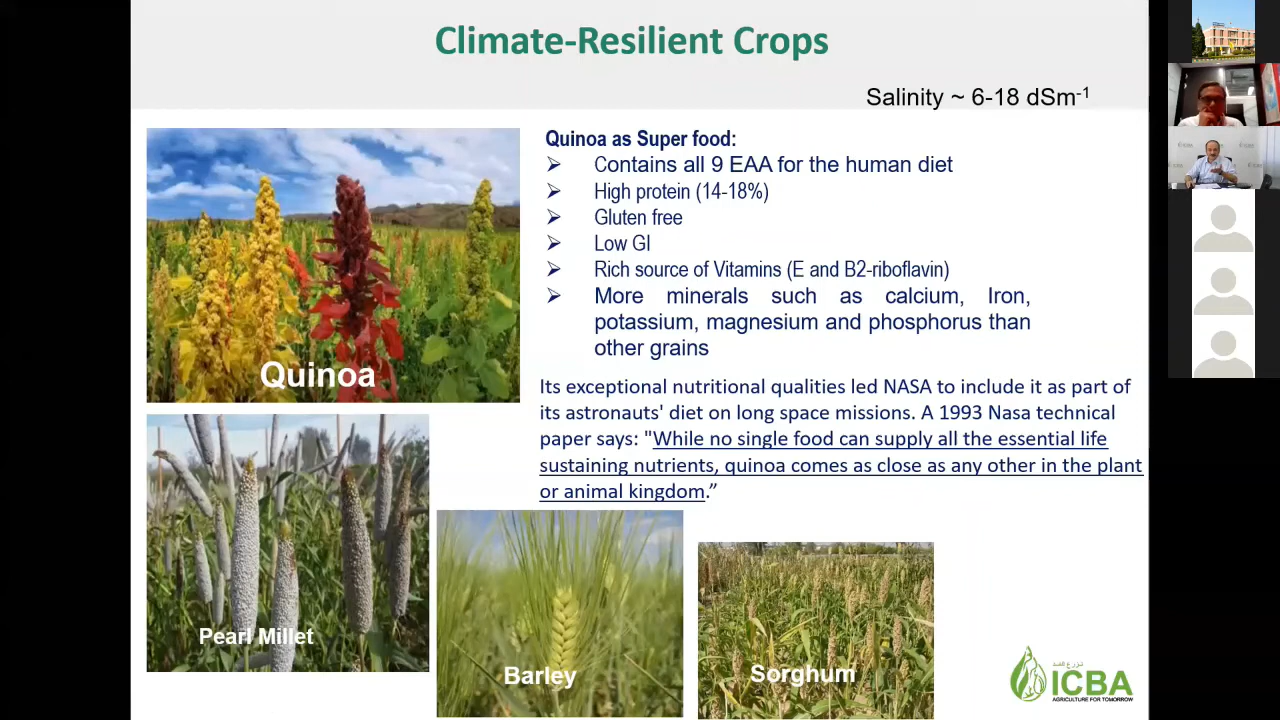 Climate-Resilient Crops
Salinity ~ 6-18 dSm-1
Quinoa as Super food:
➢ Contains all 9 EAA for the human diet
➢ High protein (14-18%)
➢ Gluten free
➢ Low GI
➢ Rich source of Vitamins (E and B2-riboflavin)
➢ More minerals such as calcium, Iron,
potassium, magnesium and phosphorus than
other grains
Quinoa
Its exceptional nutritional qualities led NASA to include it as part of
its astronauts' diet on long space missions. A 1993 Nasa technical
paper says: "While no single food can supply all the essential life
sustaining nutrients, quinoa comes as close as any other in the plant
or animal kingdom.”
Pearl Millet
Barley
Sorghum
ICBA
AGRICULTURE FOR TOMORROW